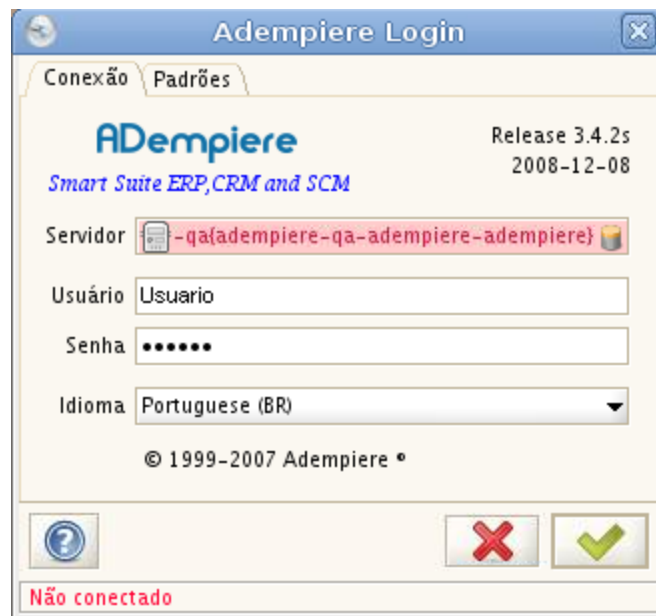 Adempiere Login
Conexão
Padrões
ADempiere
Smart Suite ERP,CRM and SCM
Release 3.4.2s
2008-12-08
Servidor -qa{adempiere-qa-adempiere-adempiere}
Usuário Usuario
Senha ••••••
Idioma Portuguese (BR)
© 1999-2007 Adempiere ®
Não conectado